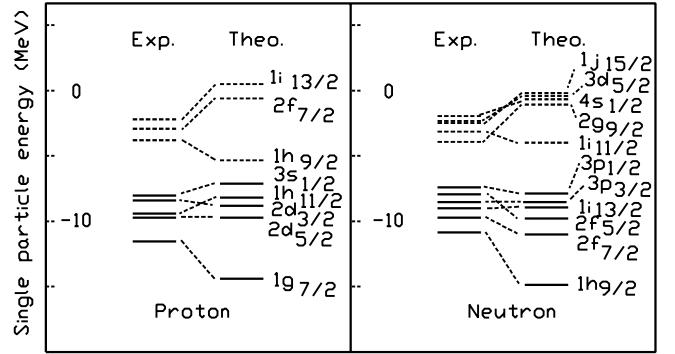 Single particle energy (MeV)
Exp. Theo.
0
-10
1i 13/2
2f 7/2
1h 9/2
3s 1/2
1h 11/2
2d 3/2
2d 5/2
1g 7/2
Proton
Exp. Theo.
0
-10
1j 15/2
3d 5/2
4s 1/2
2g 9/2
1i 11/2
3p 1/2
3p 3/2
1i 13/2
2f 5/2
2f 7/2
1h 9/2
Neutron